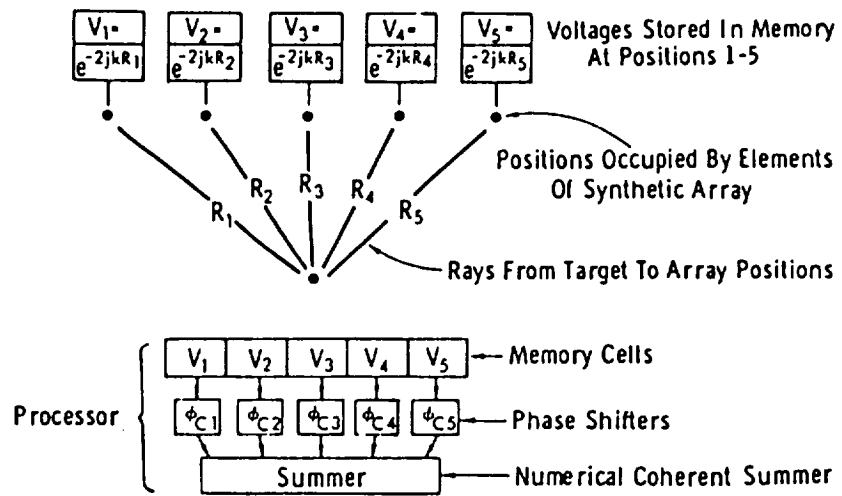 V₁= V₂= V₃= V₄= V₅=
e⁻²ʲᵏᴿ¹ e⁻²ʲᵏᴿ² e⁻²ʲᵏᴿ³ e⁻²ʲᵏᴿ⁴ e⁻²ʲᵏᴿ⁵
Voltages Stored In Memory
At Positions 1-5
Positions Occupied By Elements
Of Synthetic Array
R₁ R₂ R₃ R₄ R₅
Rays From Target To Array Positions
Processor
V₁ V₂ V₃ V₄ V₅
Memory Cells
ϕC1 ϕC2 ϕC3 ϕC4 ϕC5
Phase Shifters
Summer
Numerical Coherent Summer